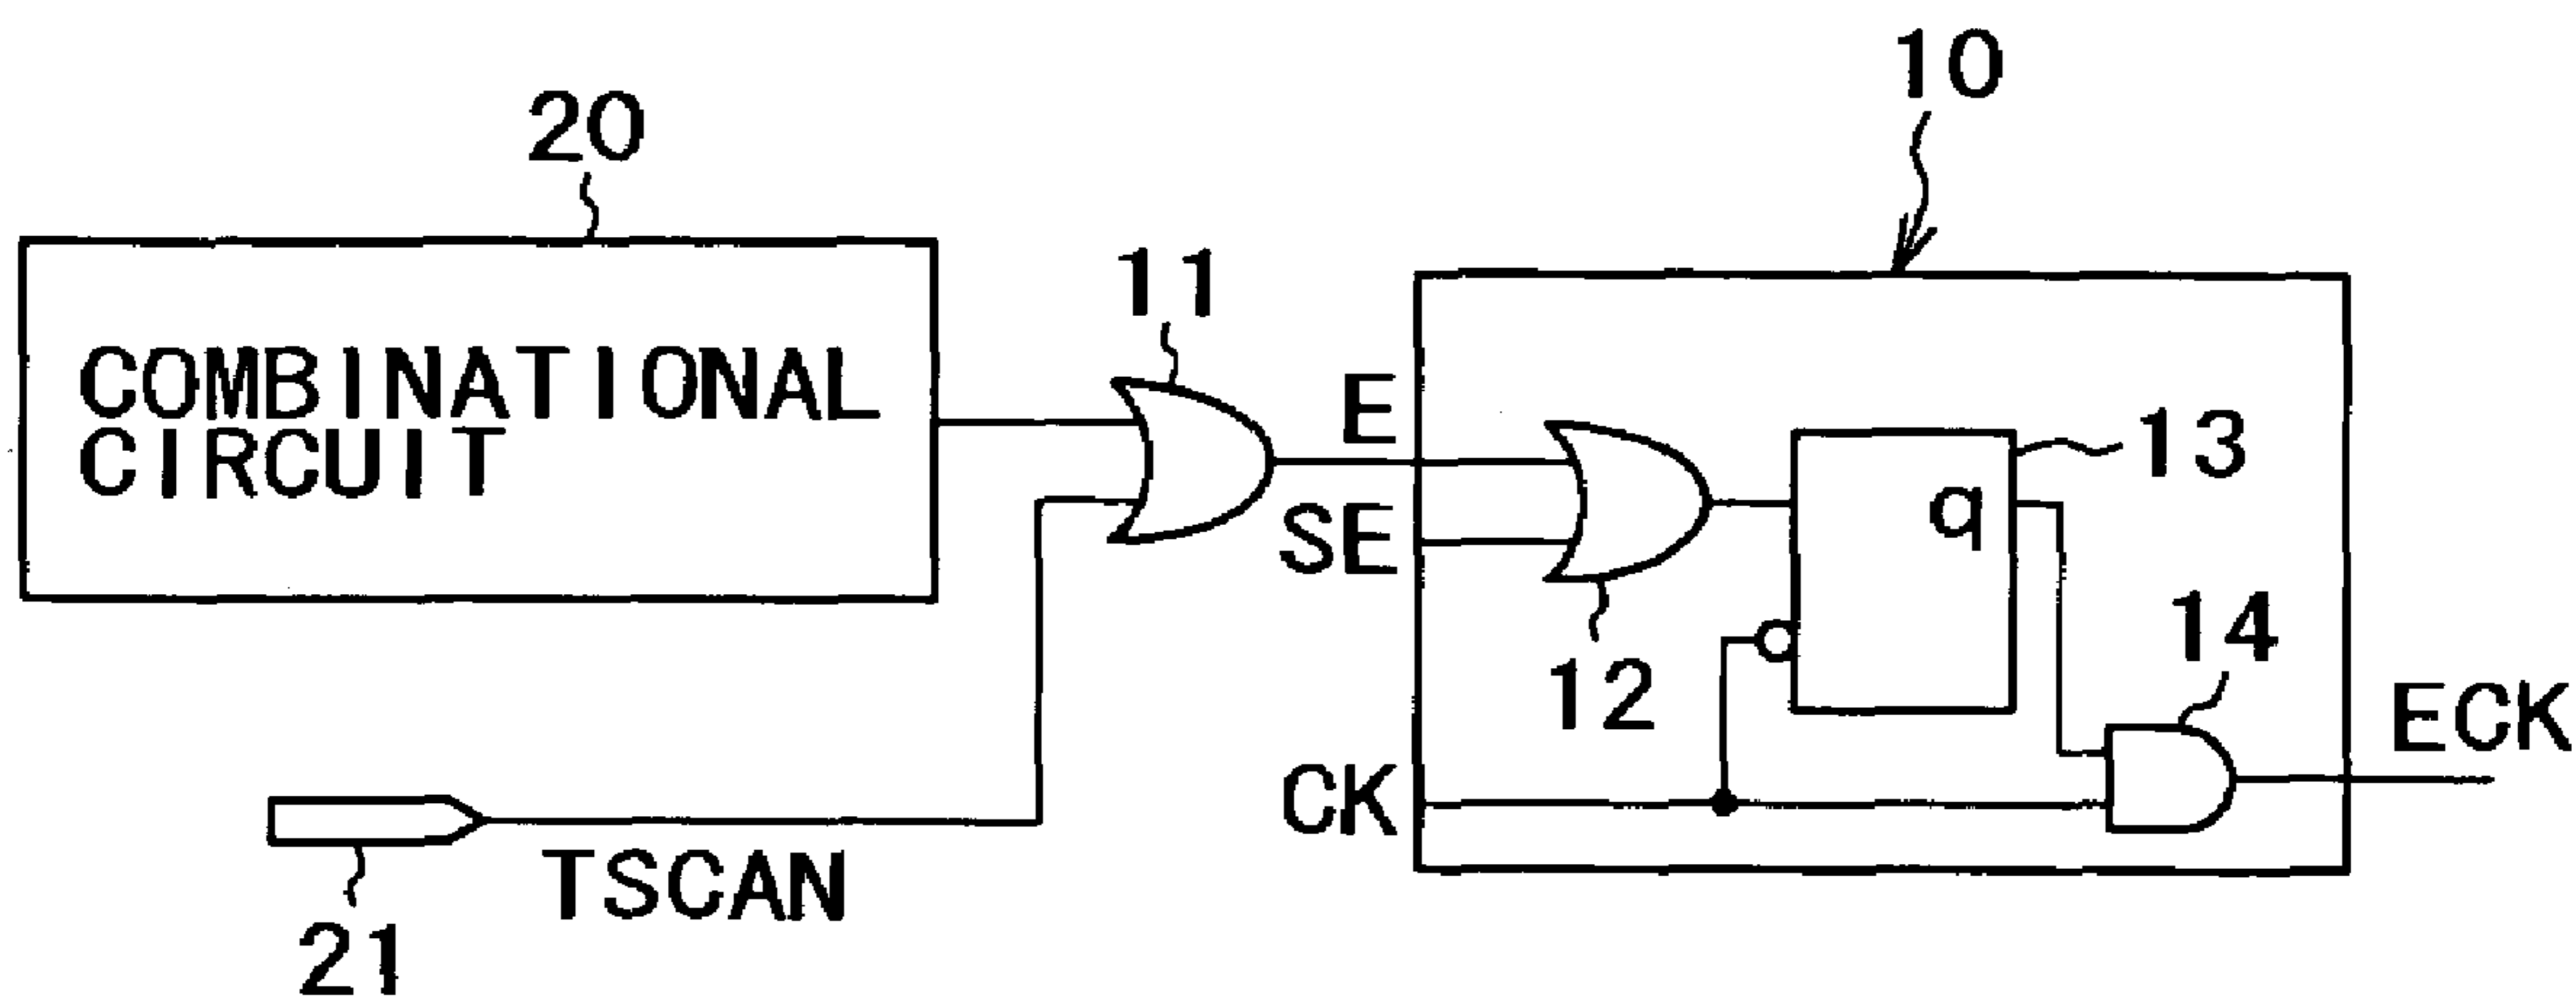 10
20
11
COMBINATIONAL
CIRCUIT
E
13
q
SE
14
12
ECK
CK
TSCAN
21